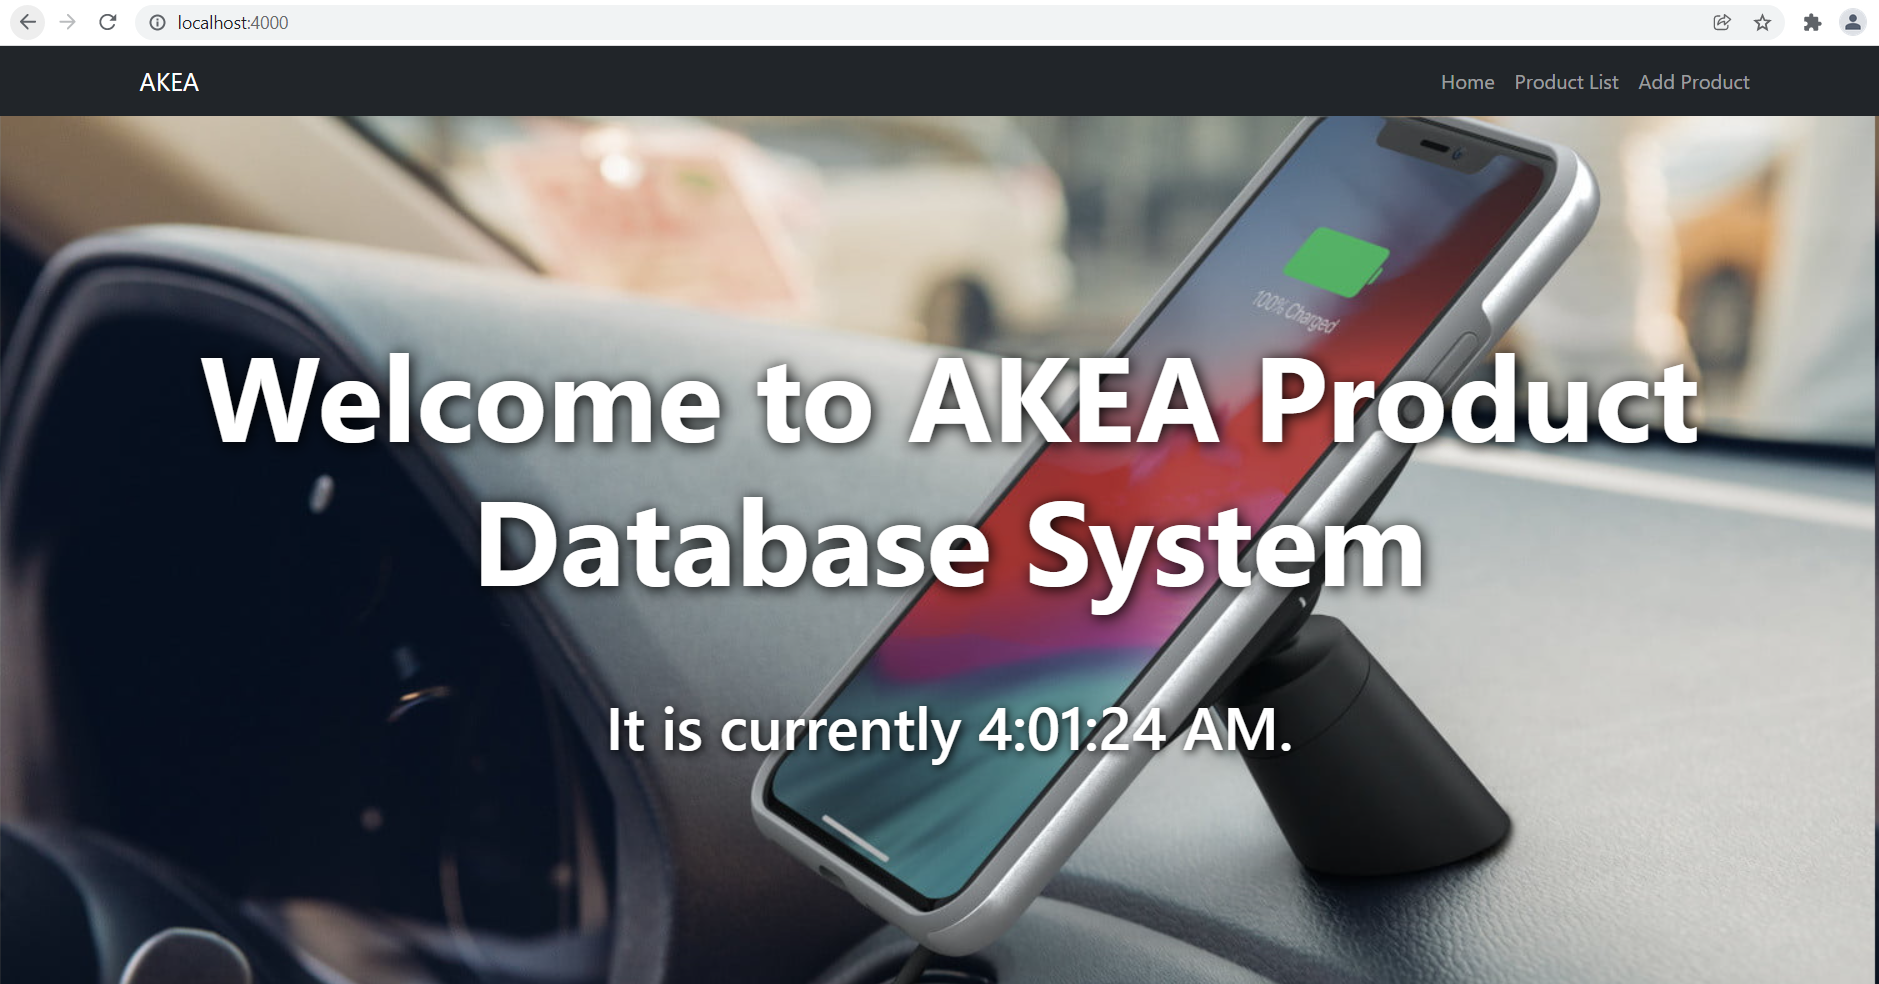 localhost:4000
AKEA
Home Product List Add Product
100% Charged
Welcome to AKEA Product
Database System
It is currently 4:01:24 AM.